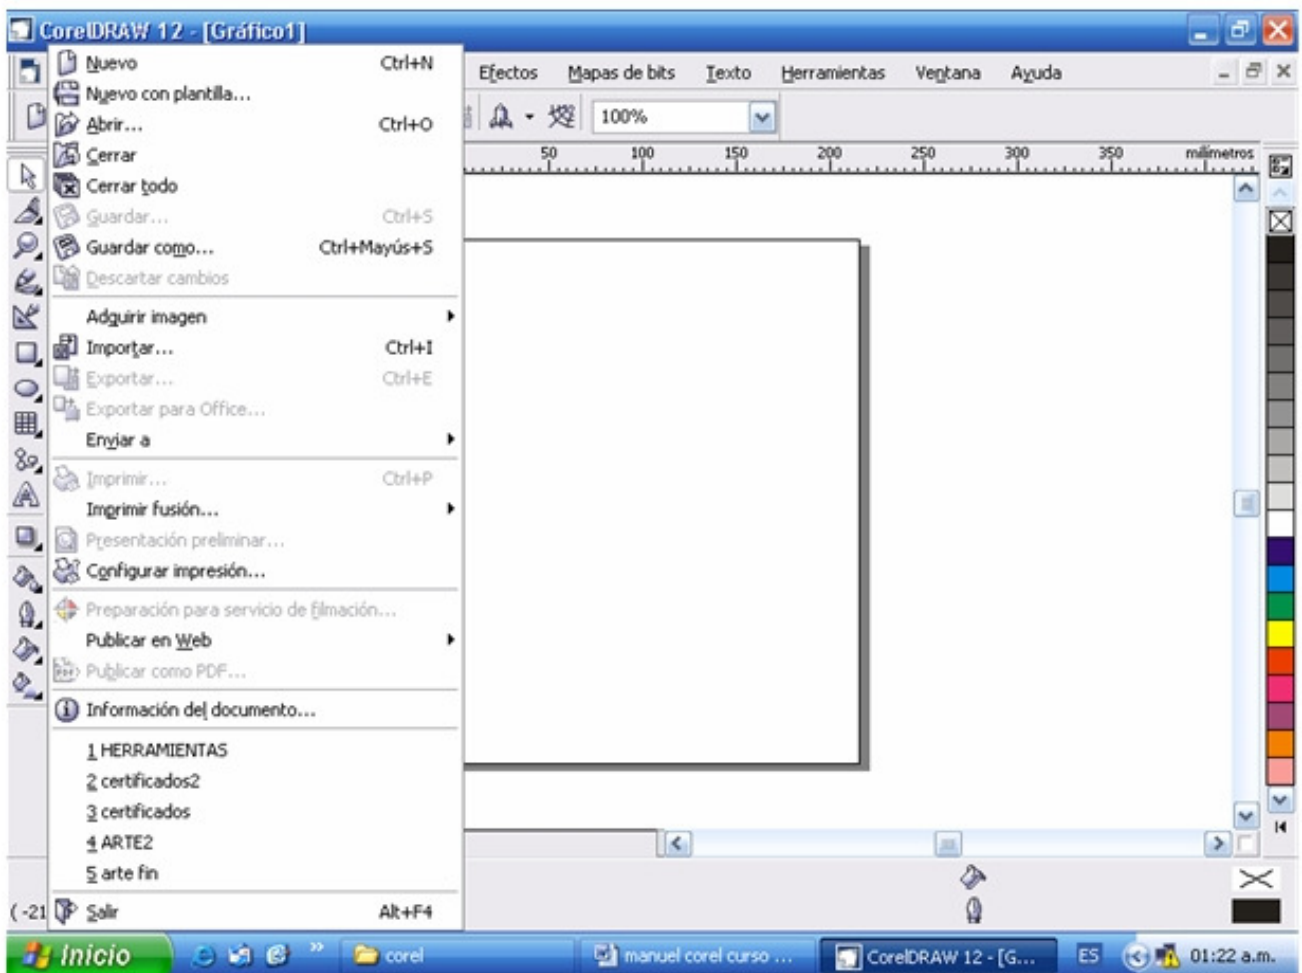 CorelDRAW 12 - [Gráfico1]
Efectos Mapas de bits Texto Herramientas Ventana Ayuda
100%
50 100 150 200 250 300 350 milímetros
Nuevo Ctrl+N
Nuevo con plantilla...
Abrir... Ctrl+O
Cerrar
Cerrar todo
Guardar... Ctrl+S
Guardar como... Ctrl+Mayús+S
Descartar cambios
Adquirir imagen
Importar... Ctrl+I
Exportar... Ctrl+E
Exportar para Office...
Enviar a
Imprimir... Ctrl+P
Imprimir fusión...
Presentación preliminar...
Configurar impresión...
Preparación para servicio de filmación...
Publicar en Web
Publicar como PDF...
Información del documento...
1 HERRAMIENTAS
2 certificados2
3 certificados
4 ARTE2
5 arte fin
Salir Alt+F4
( -21
Inicio » corel manuel corel curso ... CorelDRAW 12 - [G... ES 01:22 a.m.